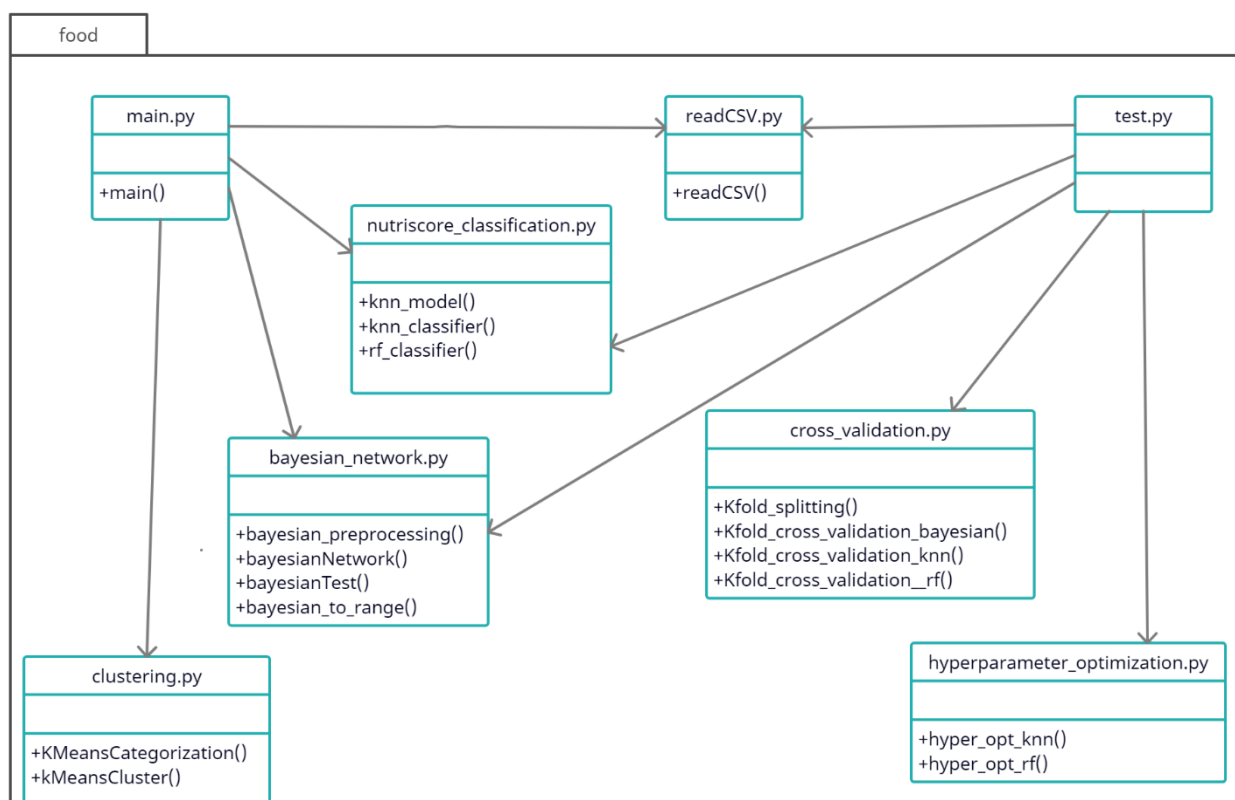 food
main.py
+main()
readCSV.py
+readCSV()
test.py
nutriscore_classification.py
+knn_model()
+knn_classifier()
+rf_classifier()
bayesian_network.py
+bayesian_preprocessing()
+bayesianNetwork()
+bayesianTest()
+bayesian_to_range()
cross_validation.py
+Kfold_splitting()
+Kfold_cross_validation_bayesian()
+Kfold_cross_validation_knn()
+Kfold_cross_validation__rf()
clustering.py
+KMeansCategorization()
+kMeansCluster()
hyperparameter_optimization.py
+hyper_opt_knn()
+hyper_opt_rf()